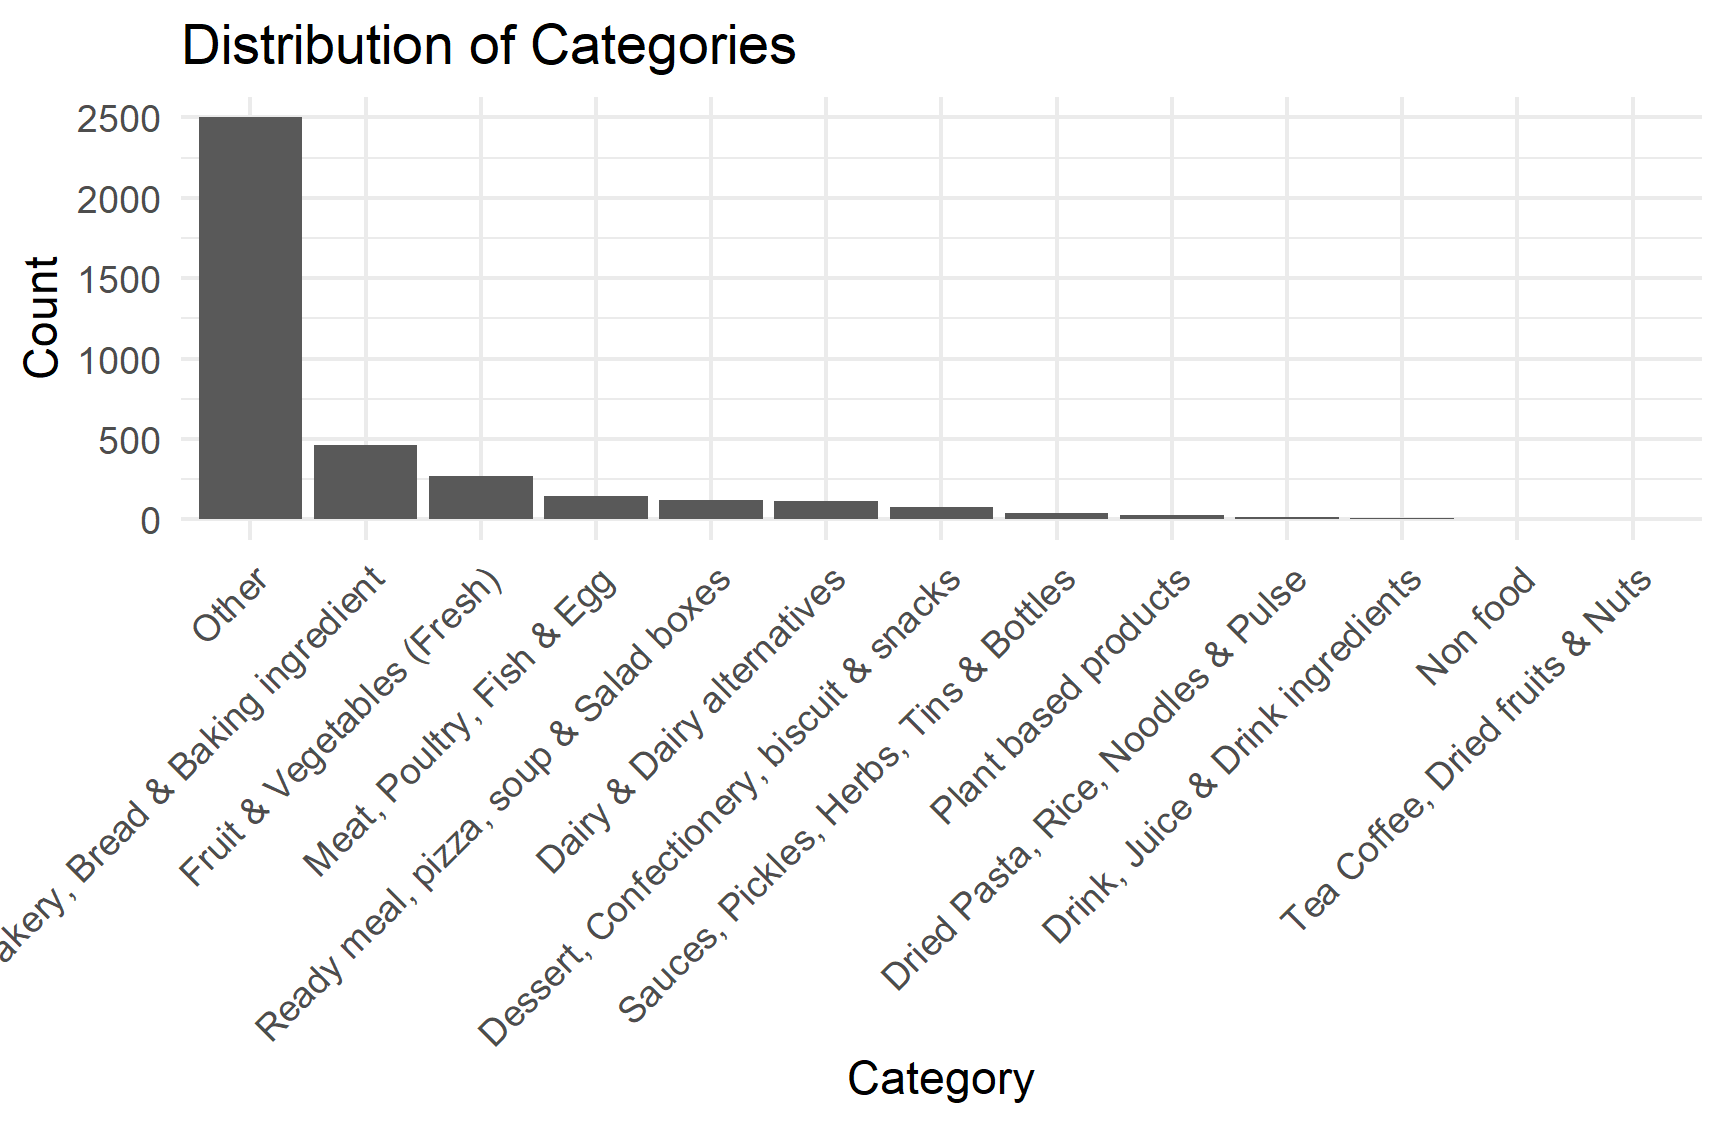 Distribution of Categories
Count
2500
2000
1500
1000
500
0
Other
akery, Bread & Baking ingredient
Fruit & Vegetables (Fresh)
Meat, Poultry, Fish & Egg
Ready meal, pizza, soup & Salad boxes
Dairy & Dairy alternatives
Dessert, Confectionery, biscuit & snacks
Sauces, Pickles, Herbs, Tins & Bottles
Plant based products
Dried Pasta, Rice, Noodles & Pulse
Drink, Juice & Drink ingredients
Non food
Tea Coffee, Dried fruits & Nuts
Category